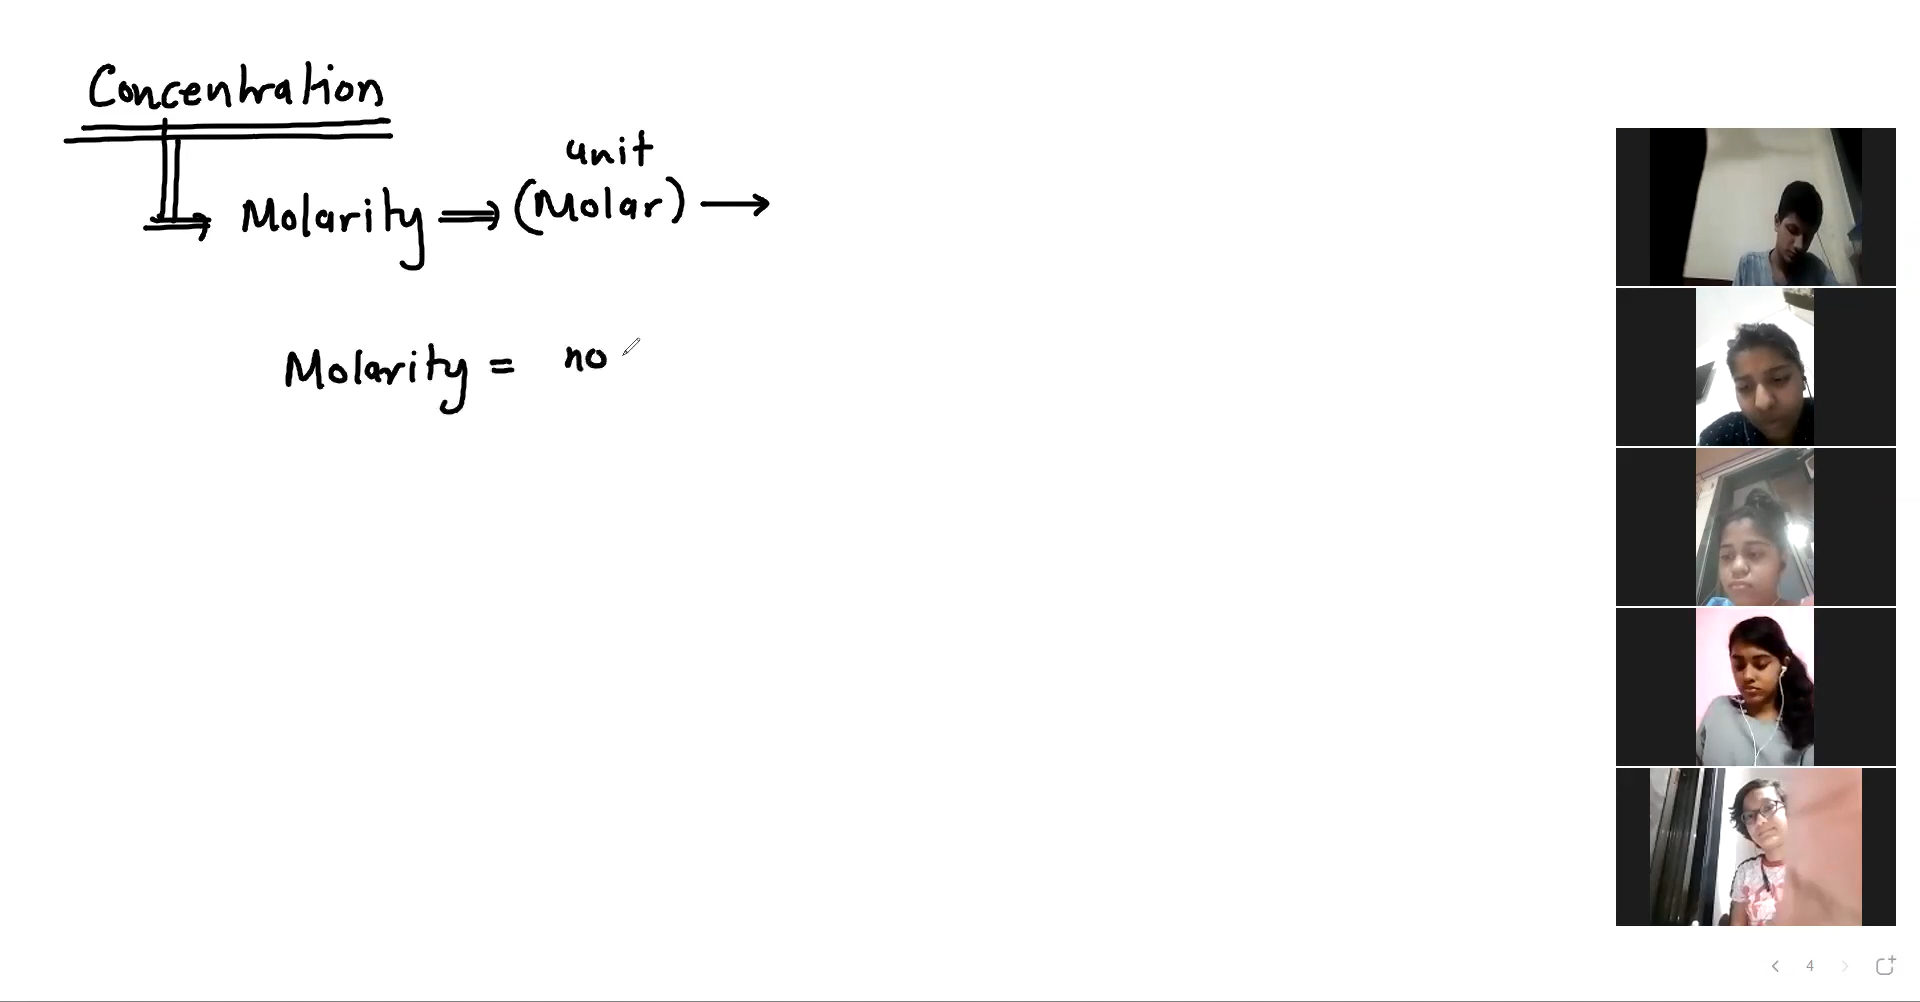 Concentration
unit
Molarity ⇒ (Molar) →
Molarity = no
4